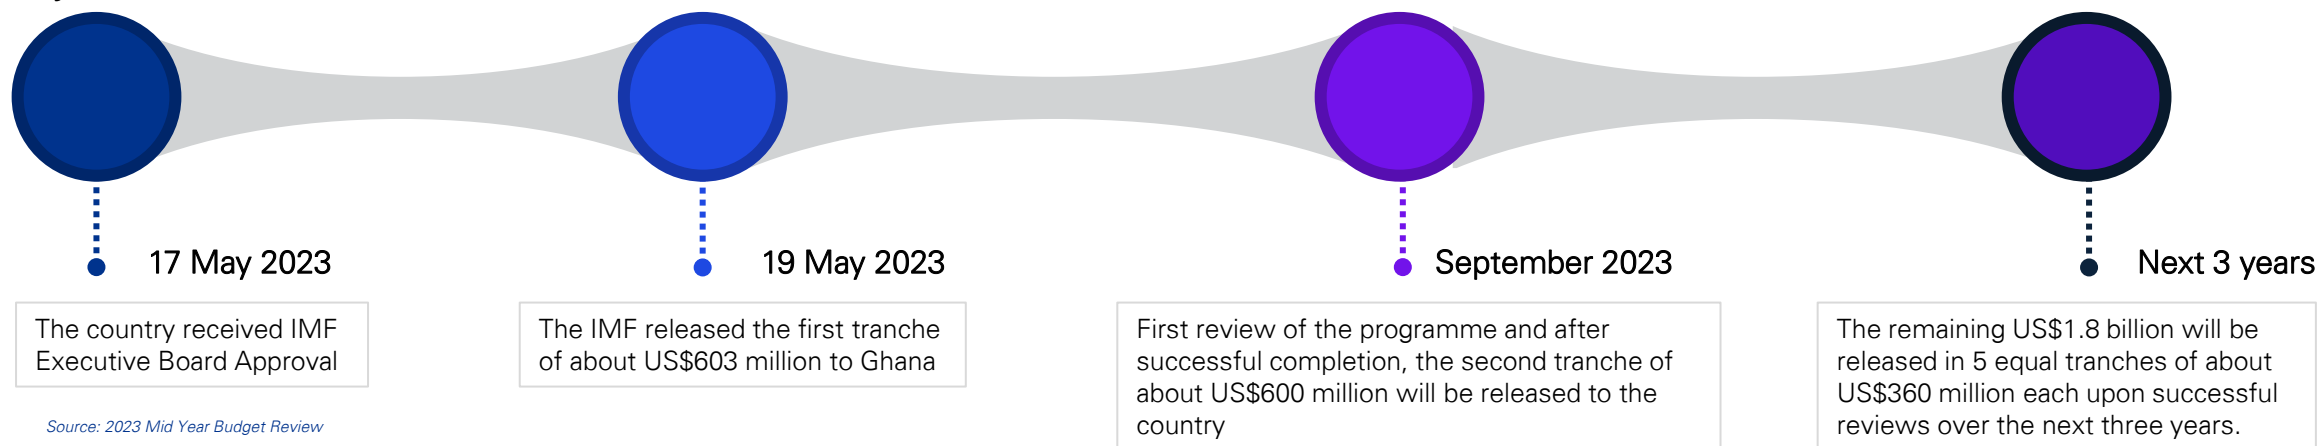 17 May 2023
The country received IMF
Executive Board Approval
19 May 2023
The IMF released the first tranche
of about US$603 million to Ghana
September 2023
First review of the programme and after
successful completion, the second tranche of
about US$600 million will be released to the
country
Next 3 years
The remaining US$1.8 billion will be
released in 5 equal tranches of about
US$360 million each upon successful
reviews over the next three years.
Source: 2023 Mid Year Budget Review